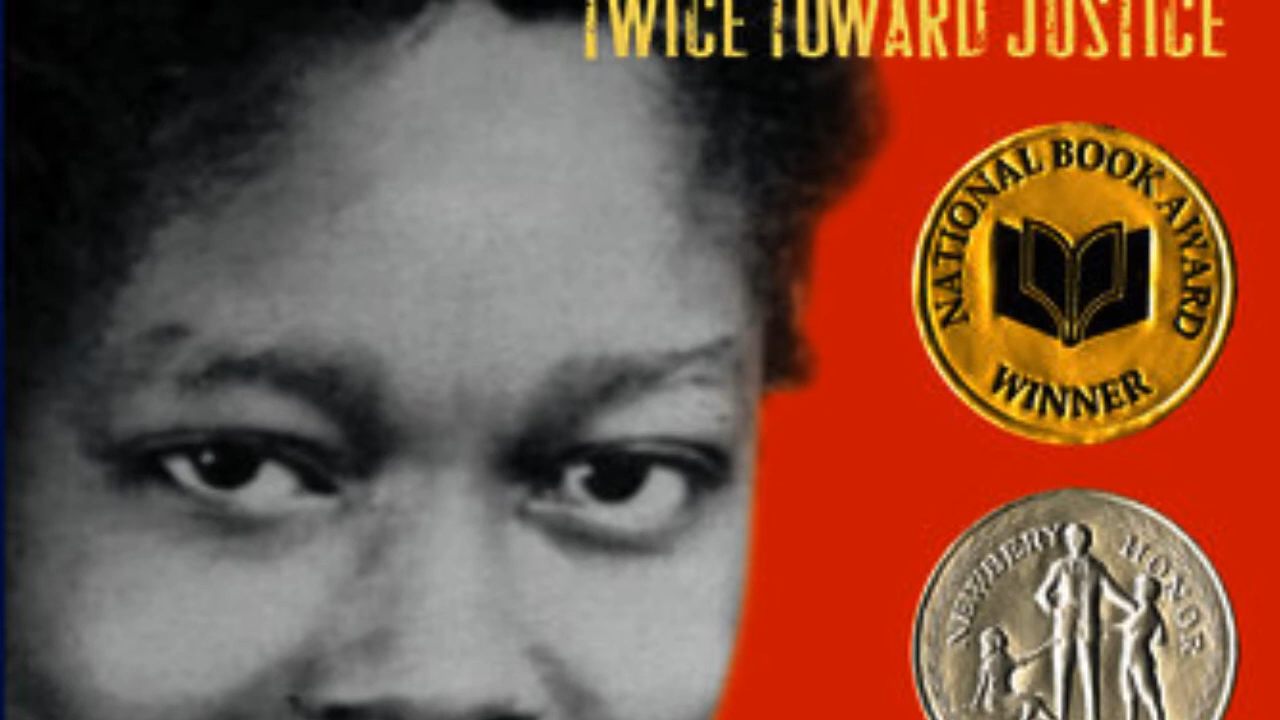 TWICE TOWARD JUSTICE
NATIONAL BOOK AWARD
WINNER
NEWBERY HONOR